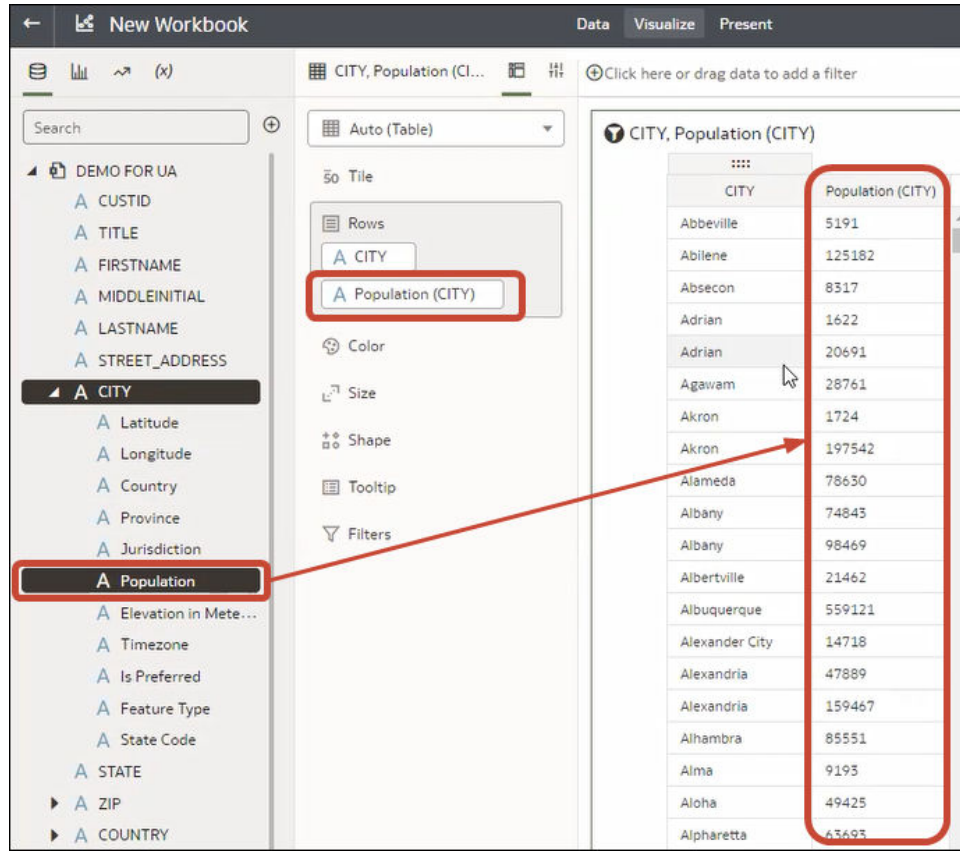 New Workbook
Data Visualize Present
(x)
CITY, Population (CI...
Click here or drag data to add a filter
Search
Auto (Table)
CITY, Population (CITY)
DEMO FOR UA
CUSTID
TITLE
FIRSTNAME
MIDDLEINITIAL
LASTNAME
STREET_ADDRESS
A CITY
A Latitude
A Longitude
A Country
A Province
A Jurisdiction
A Population
A Elevation in Mete...
A Timezone
A Is Preferred
A Feature Type
A State Code
A STATE
A ZIP
A COUNTRY
50 Tile
Rows
A CITY
A Population (CITY)
Color
Size
Shape
Tooltip
Filters
CITY Population (CITY)
Abbeville 5191
Abilene 125182
Absecon 8317
Adrian 1622
Adrian 20691
Agawam 28761
Akron 1724
Akron 197542
Alameda 78630
Albany 74843
Albany 98469
Albertville 21462
Albuquerque 559121
Alexander City 14718
Alexandria 47889
Alexandria 159467
Alhambra 85551
Alma 9193
Aloha 49425
Alpharetta 63693